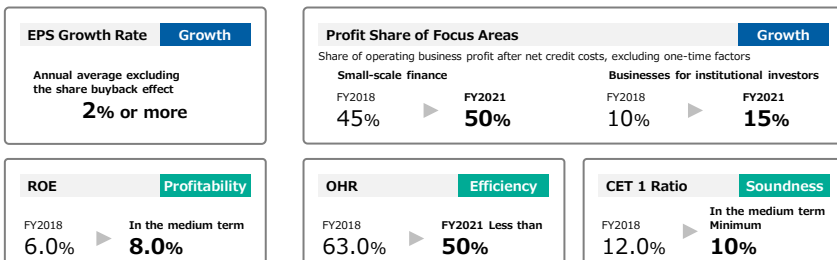 EPS Growth Rate Growth
Annual average excluding
the share buyback effect
2% or more
Profit Share of Focus Areas Growth
Share of operating business profit after net credit costs, excluding one-time factors
Small-scale finance
FY2018 FY2021
45% 50%
Businesses for institutional investors
FY2018 FY2021
10% 15%
ROE Profitability
FY2018 In the medium term
6.0% 8.0%
OHR Efficiency
FY2018 FY2021 Less than
63.0% 50%
CET 1 Ratio Soundness
In the medium term
FY2018 Minimum
12.0% 10%